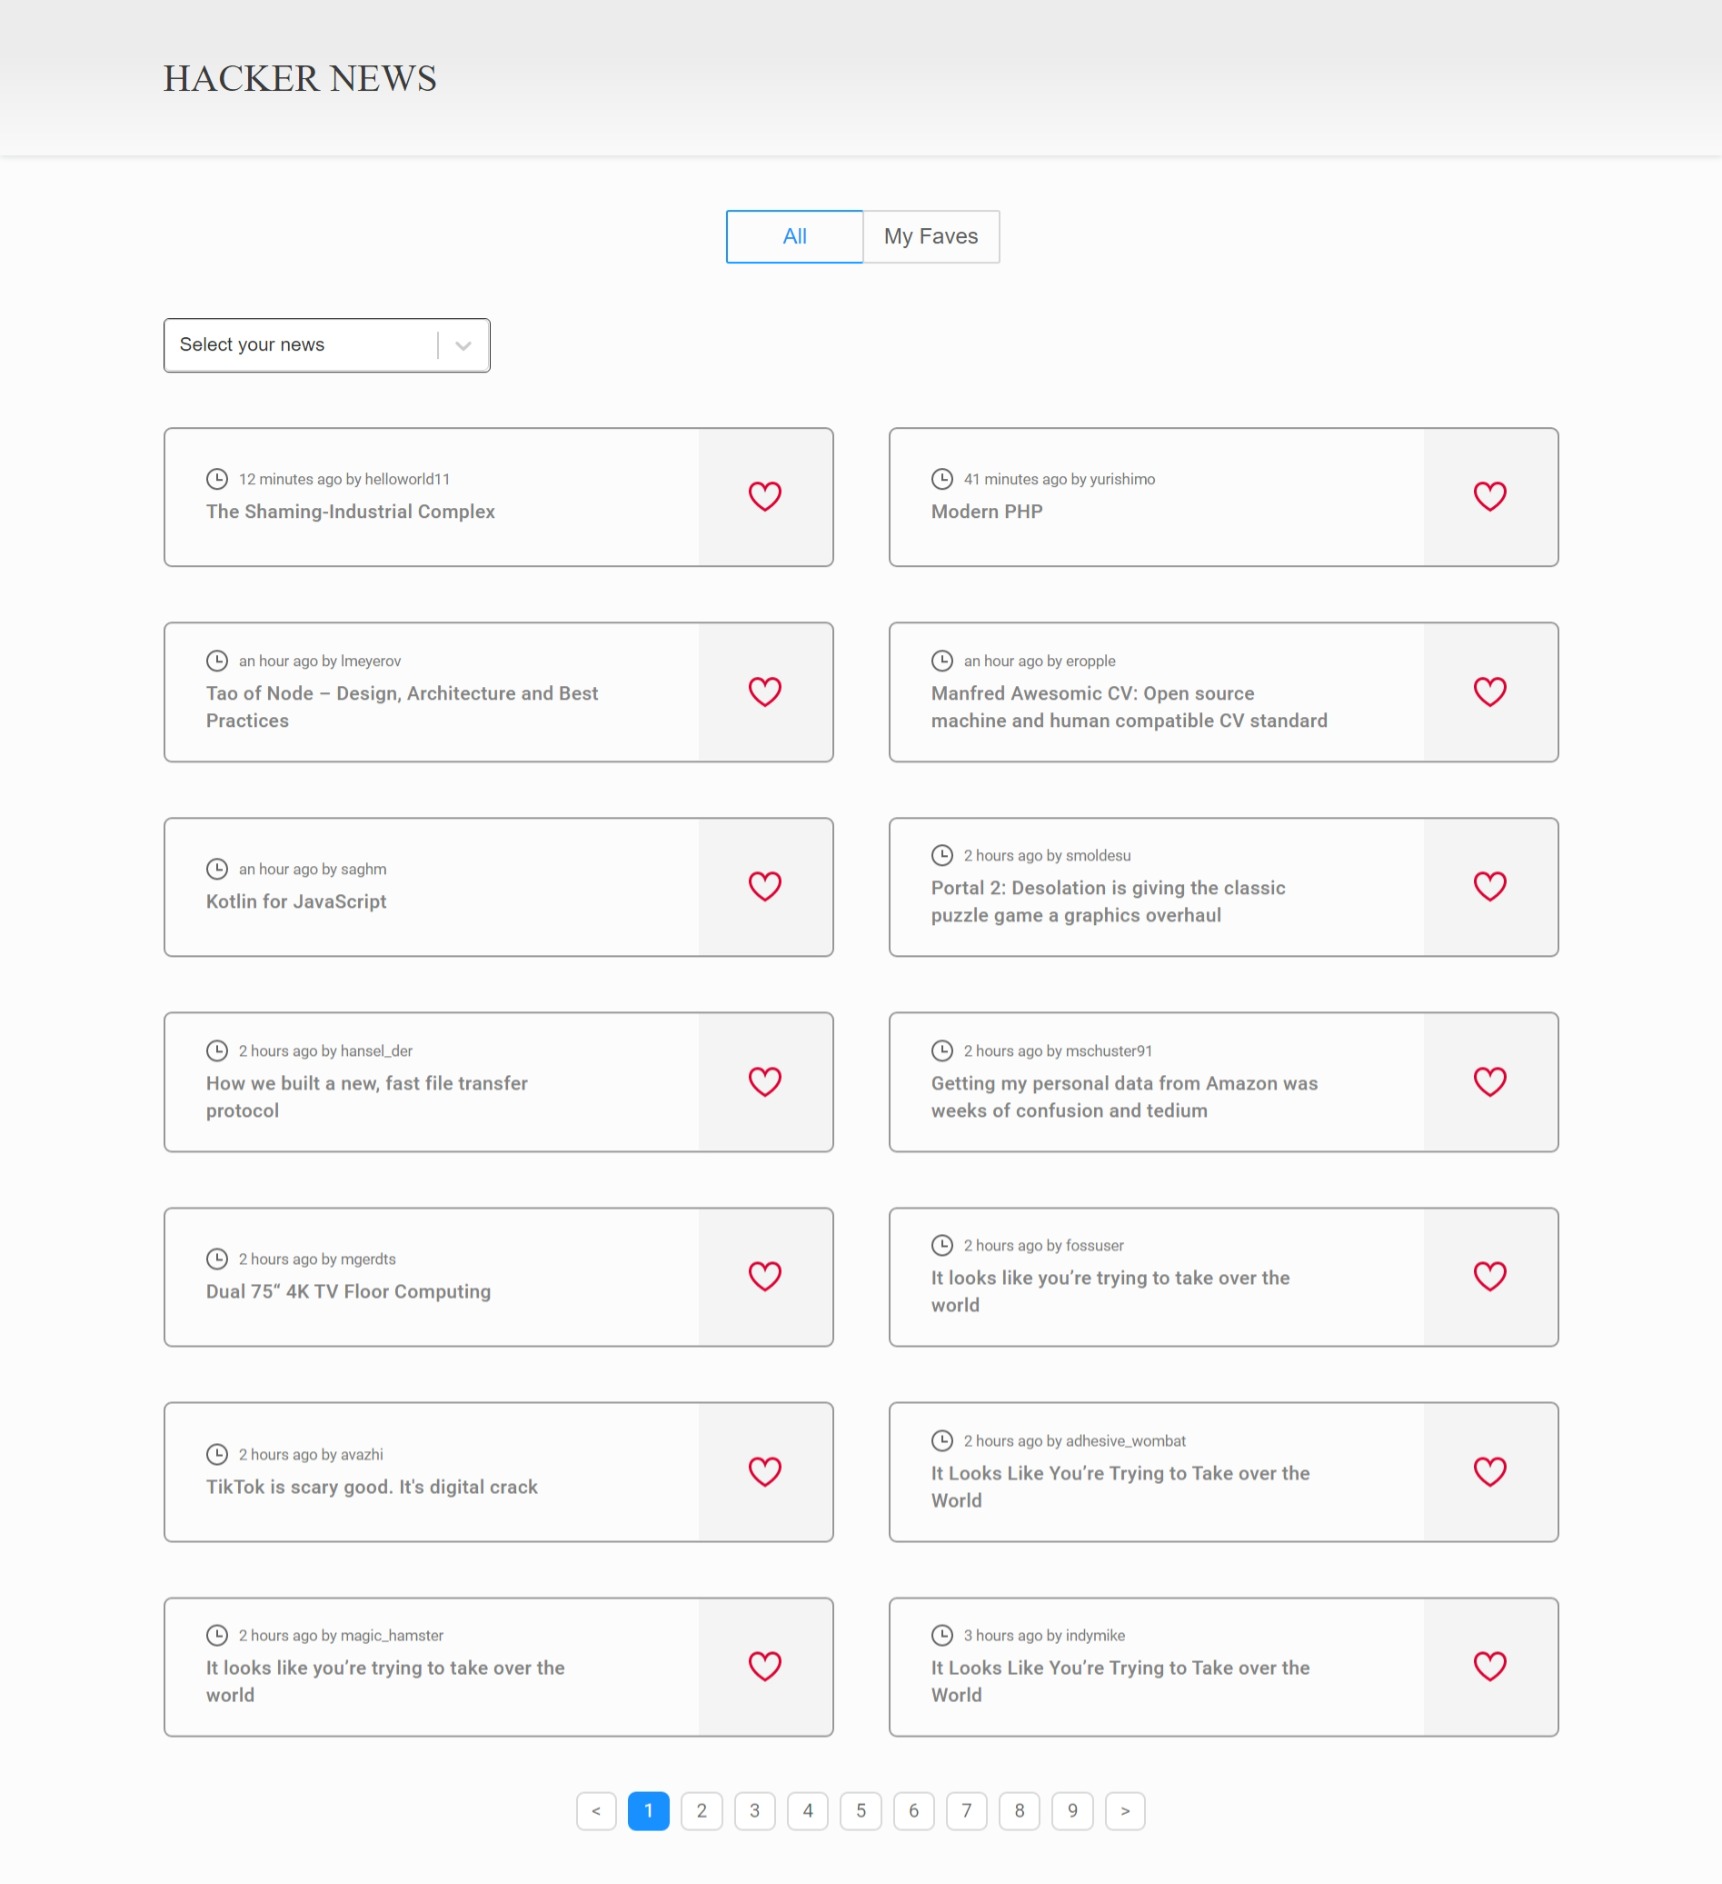 HACKER NEWS
All
My Faves
Select your news
12 minutes ago by helloworld11
The Shaming-Industrial Complex
41 minutes ago by yurishimo
Modern PHP
an hour ago by lmeyerov
Tao of Node – Design, Architecture and Best
Practices
an hour ago by eropple
Manfred Awesomic CV: Open source
machine and human compatible CV standard
an hour ago by saghm
Kotlin for JavaScript
2 hours ago by smoldesu
Portal 2: Desolation is giving the classic
puzzle game a graphics overhaul
2 hours ago by hansel_der
How we built a new, fast file transfer
protocol
2 hours ago by mschuster91
Getting my personal data from Amazon was
weeks of confusion and tedium
2 hours ago by mgerdts
Dual 75“ 4K TV Floor Computing
2 hours ago by fossuser
It looks like you’re trying to take over the
world
2 hours ago by avazhi
TikTok is scary good. It's digital crack
2 hours ago by adhesive_wombat
It Looks Like You’re Trying to Take over the
World
2 hours ago by magic_hamster
It looks like you’re trying to take over the
world
3 hours ago by indymike
It Looks Like You’re Trying to Take over the
World
< 1 2 3 4 5 6 7 8 9 >